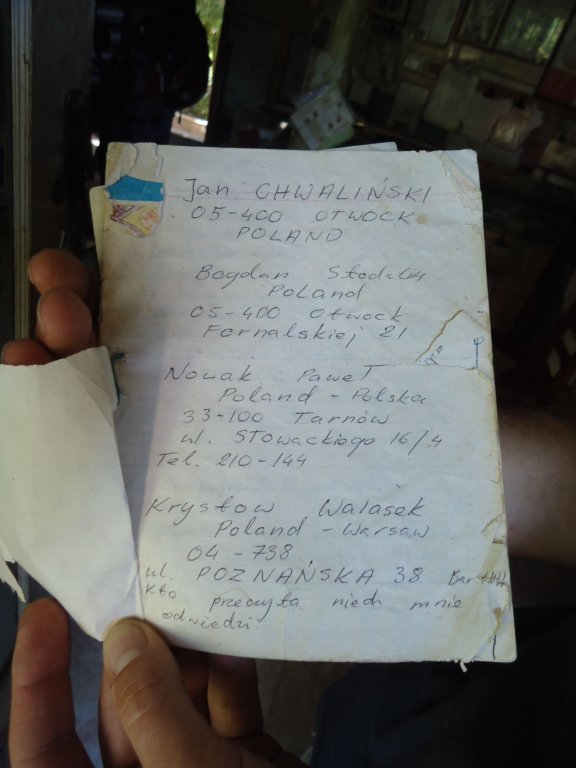 Jan CHWALIŃSKI
05-400 OTWOCK
POLAND
Bogdan
Poland
05-400 Otwock
Fornalskiej 21
Nowak Paweł
Poland - Polska
33-100 Tarnów
ul. Słowackiego 16/4
Tel. 210-144
Krysłow Walasek
Poland - Warsaw
04-738
ul. POZNAŃSKA 38
Kto przeczyta niech mnie
odwiedzi!